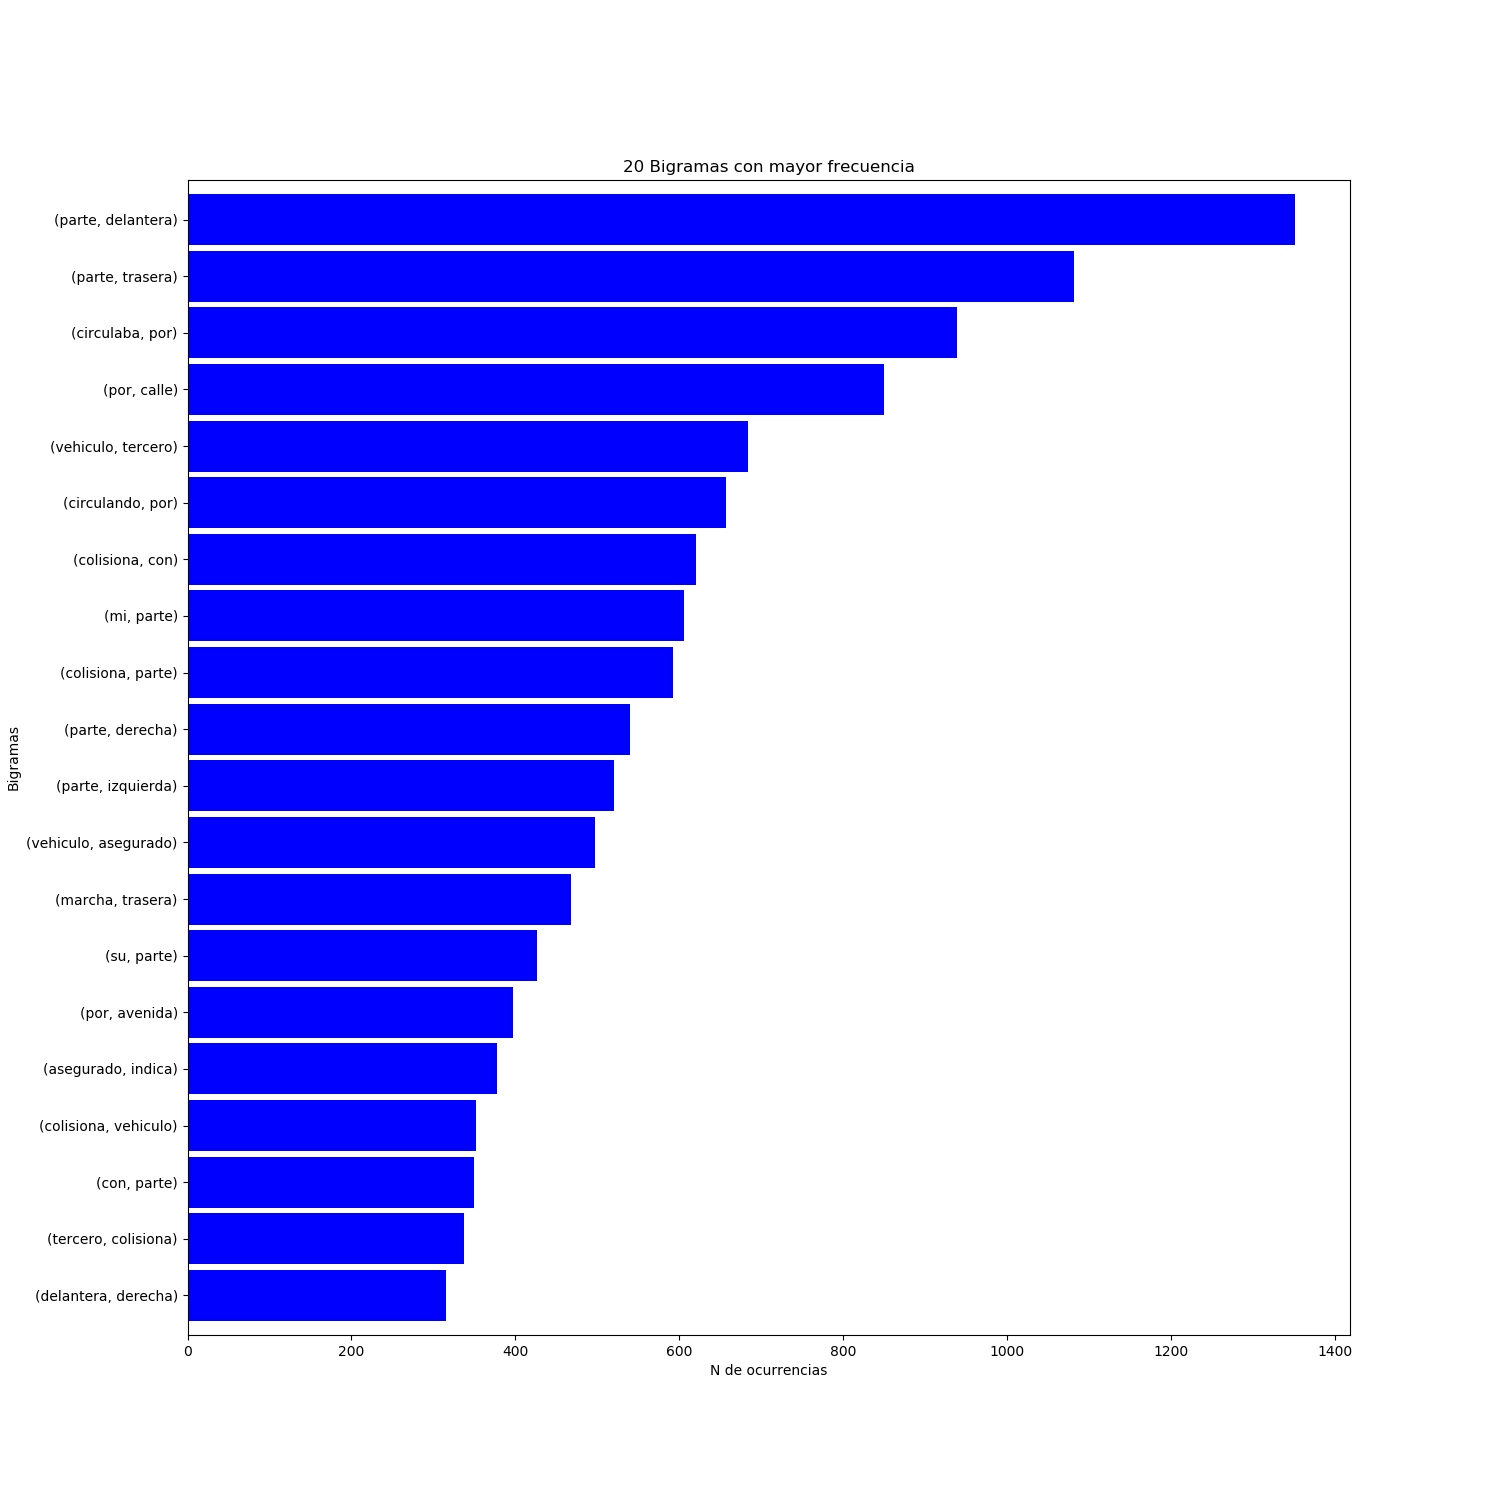 20 Bigramas con mayor frecuencia
(parte, delantera)
(parte, trasera)
(circulaba, por)
(por, calle)
(vehiculo, tercero)
(circulando, por)
(colisiona, con)
(mi, parte)
(colisiona, parte)
(parte, derecha)
(parte, izquierda)
(vehiculo, asegurado)
(marcha, trasera)
(su, parte)
(por, avenida)
(asegurado, indica)
(colisiona, vehiculo)
(con, parte)
(tercero, colisiona)
(delantera, derecha)
Bigramas
0 200 400 600 800 1000 1200 1400
N de ocurrencias